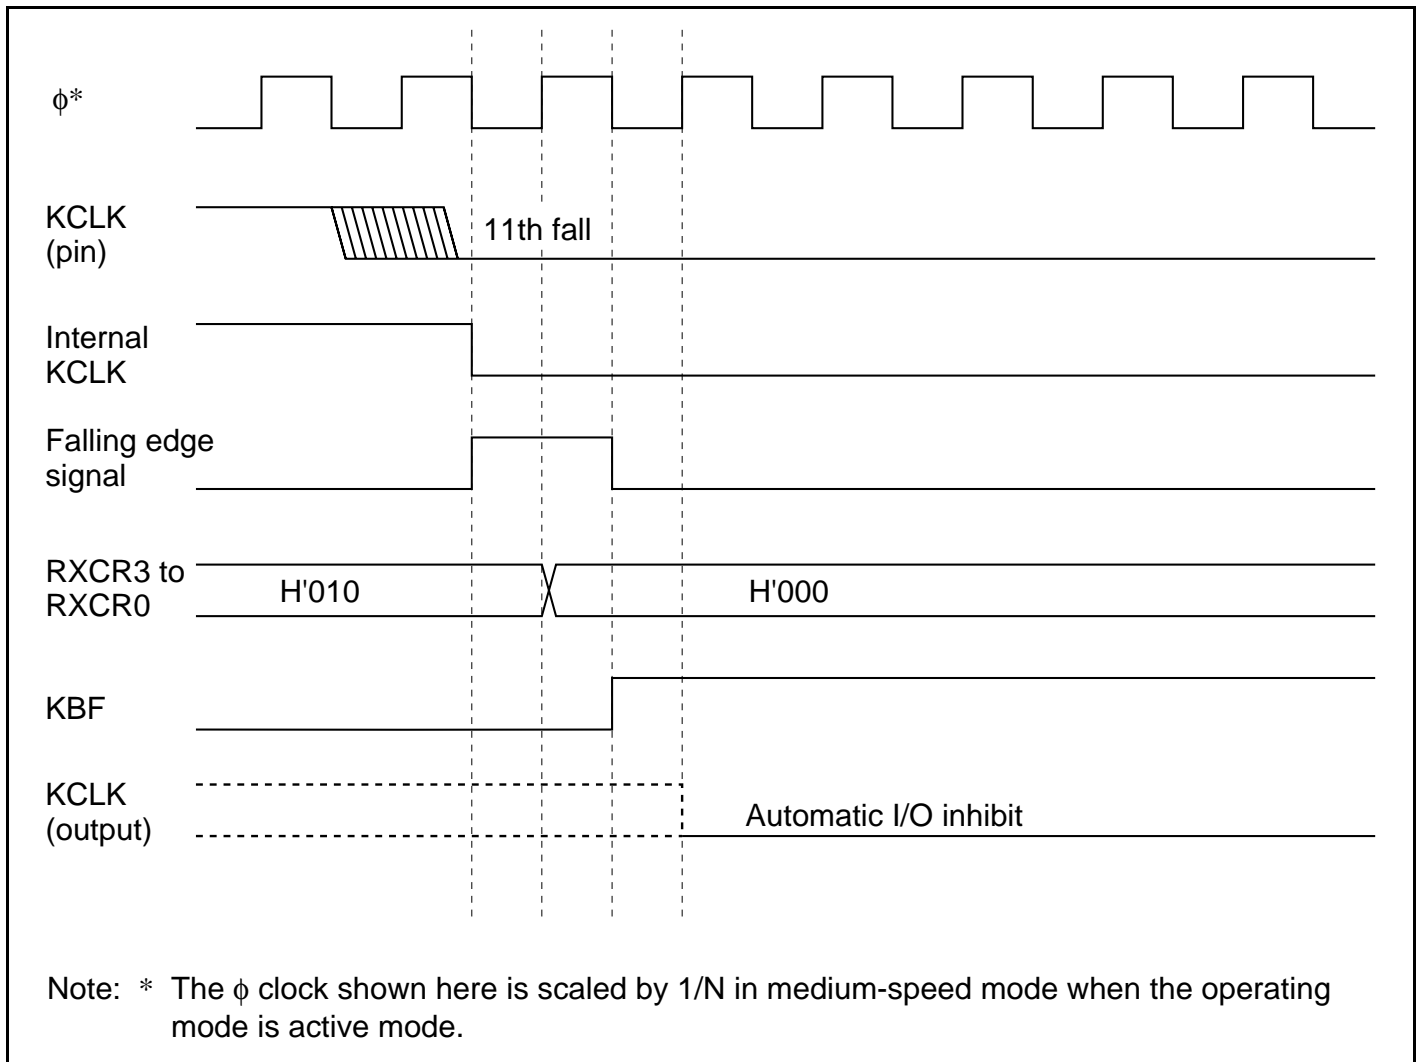 ϕ*
KCLK
(pin)
11th fall
Internal
KCLK
Falling edge
signal
RXCR3 to
RXCR0
H'010
H'000
KBF
KCLK
(output)
Automatic I/O inhibit
Note: * The ϕ clock shown here is scaled by 1/N in medium-speed mode when the operating
mode is active mode.